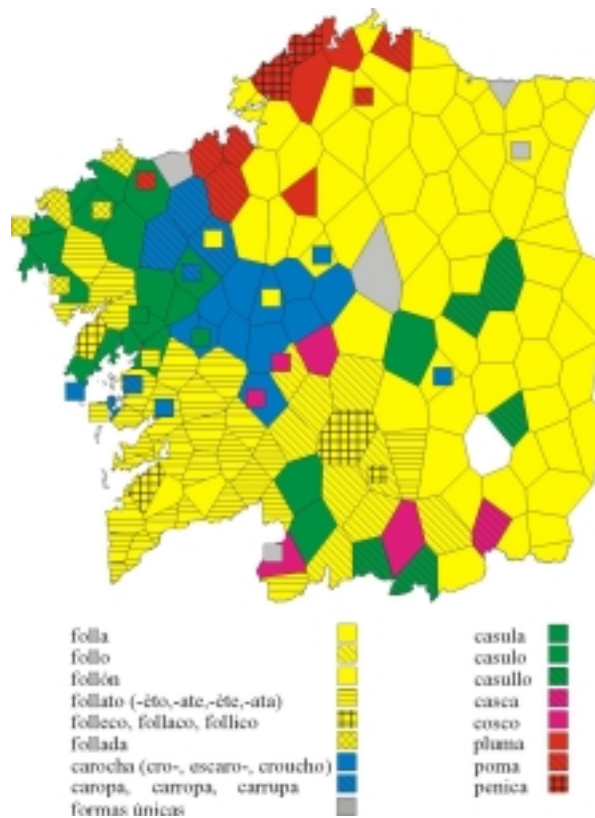 folla
follo
follón
follato (-éto,-ate,-éte,-ata)
folleco, follaco, follico
follada
carocha (cro-, escaro-, croucho)
caropa, carropa, carrupa
formas únicas
casula
casulo
casullo
casca
cosco
pluma
poma
penica